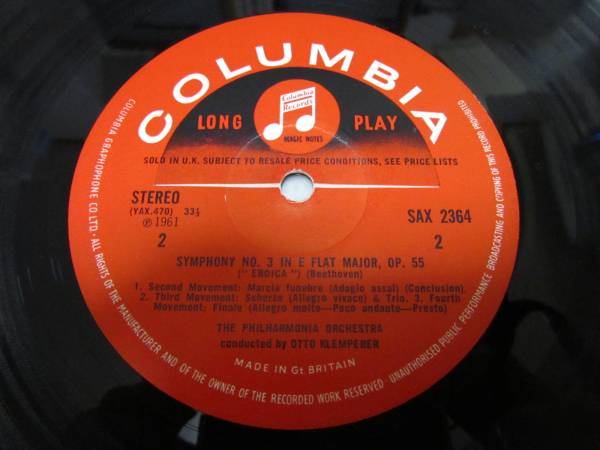 COLUMBIA
Columbia
Records
MAGIC NOTES
LONG PLAY
SOLD IN U.K. SUBJECT TO RESALE PRICE CONDITIONS, SEE PRICE LISTS
STEREO
(YAX.470) 33⅓
℗ 1961
2
SAX 2364
2
SYMPHONY NO. 3 IN E FLAT MAJOR, OP. 55
("EROICA") (Beethoven)
1. Second Movement: Marcia funebre (Adagio assai) (Conclusion).
2. Third Movement: Scherzo (Allegro vivace) & Trio. 3. Fourth
Movement: Finale (Allegro molto—Poco andante—Presto)
THE PHILHARMONIA ORCHESTRA
conducted by OTTO KLEMPERER
MADE IN Gt BRITAIN
COLUMBIA GRAPHOPHONE CO. LTD. · ALL RIGHTS OF THE MANUFACTURER AND OF THE OWNER OF THE RECORDED WORK RESERVED. UNAUTHORISED PUBLIC PERFORMANCE BROADCASTING AND COPYING OF THIS RECORD PROHIBITED